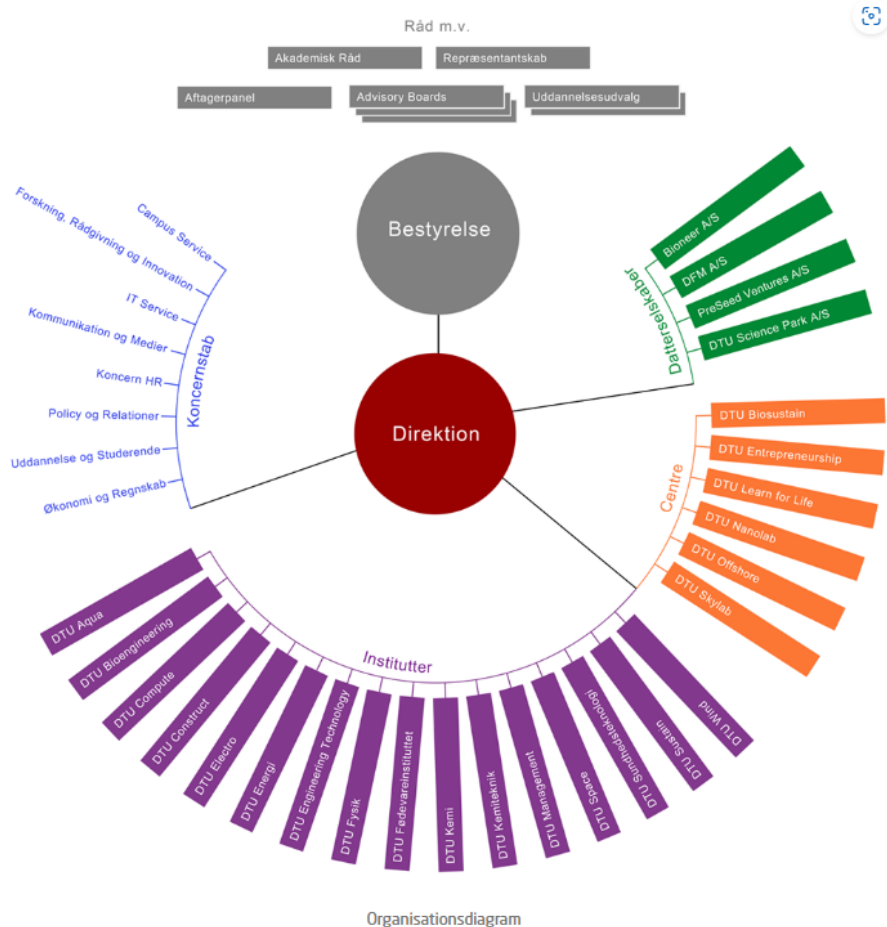 Råd m.v.
Akademisk Råd
Repræsentantskab
Aftagerpanel
Advisory Boards
Uddannelsesudvalg
Bestyrelse
Direktion
Campus Service
Forskning, Rådgivning og Innovation
IT Service
Kommunikation og Medier
Koncern HR
Policy og Relationer
Uddannelse og Studerende
Økonomi og Regnskab
Koncernstab
Datterselskaber
Bioneer A/S
DFM A/S
PreSeed Ventures A/S
DTU Science Park A/S
Centre
DTU Biosustain
DTU Entrepreneurship
DTU Learn for Life
DTU Nanolab
DTU Offshore
DTU Skylab
Institutter
DTU Aqua
DTU Bioengineering
DTU Compute
DTU Construct
DTU Electro
DTU Energi
DTU Engineering Technology
DTU Fysik
DTU Fødevareinstituttet
DTU Kemi
DTU Kemiteknik
DTU Management
DTU Space
DTU Sundhedsteknologi
DTU Sustain
DTU Wind
Organisationsdiagram